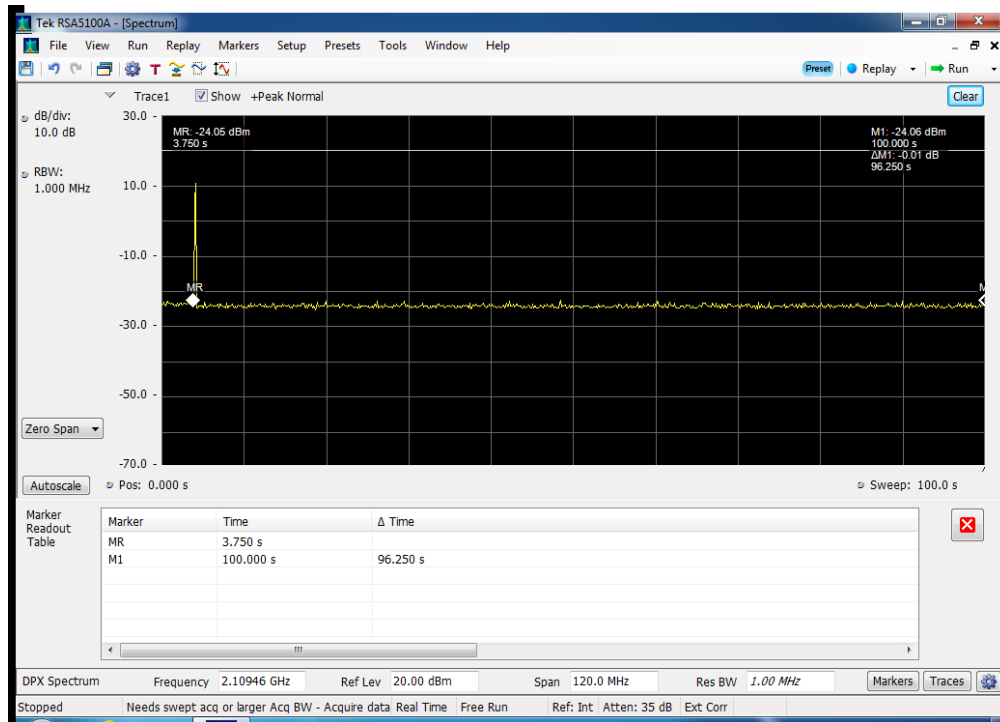 Tek RSA5100A - [Spectrum]
File View Run Replay Markers Setup Presets Tools Window Help
T Preset Replay Run
Trace1 Show +Peak Normal Clear
dB/div:
10.0 dB
RBW:
1.000 MHz
30.0
10.0
-10.0
-30.0
-50.0
-70.0
MR: -24.05 dBm
3.750 s
M1: -24.06 dBm
100.000 s
ΔM1: -0.01 dB
96.250 s
MR
M
Zero Span
Autoscale Pos: 0.000 s Sweep: 100.0 s
Marker Readout Table
Marker Time Δ Time
MR 3.750 s
M1 100.000 s 96.250 s
DPX Spectrum Frequency 2.10946 GHz Ref Lev 20.00 dBm Span 120.0 MHz Res BW 1.00 MHz Markers Traces
Stopped Needs swept acq or larger Acq BW - Acquire data Real Time Free Run Ref: Int Atten: 35 dB Ext Corr